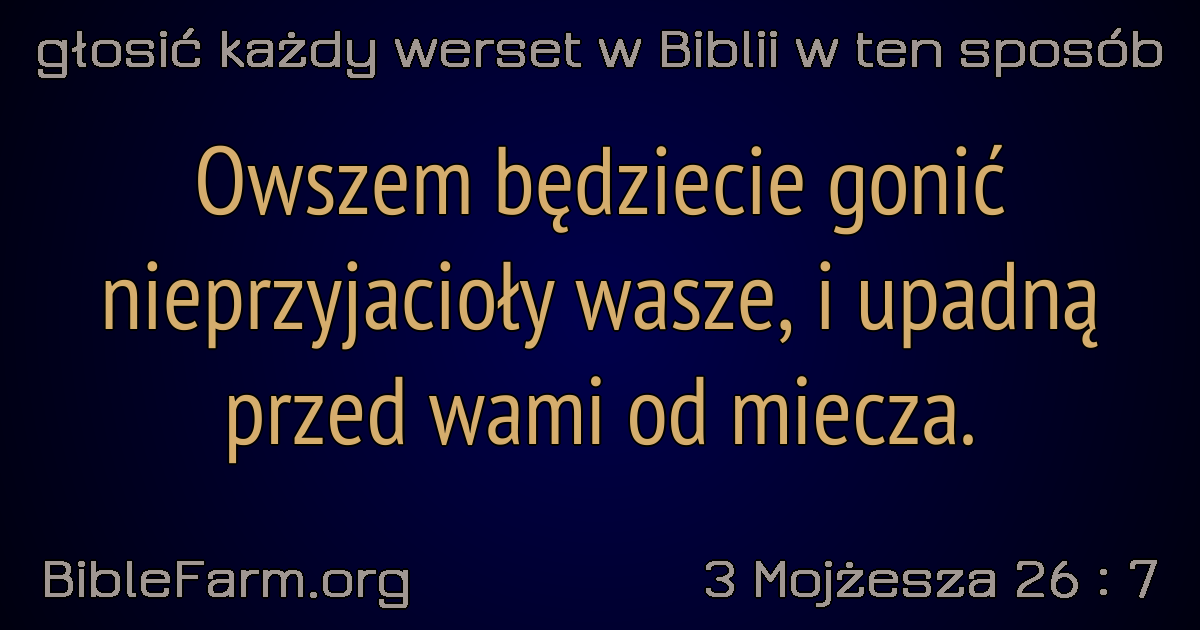 głosić każdy werset w Biblii w ten sposób
Owszem będziecie gonić
nieprzyjacioły wasze, i upadną
przed wami od miecza.
BibleFarm.org
3 Mojżesza 26 : 7